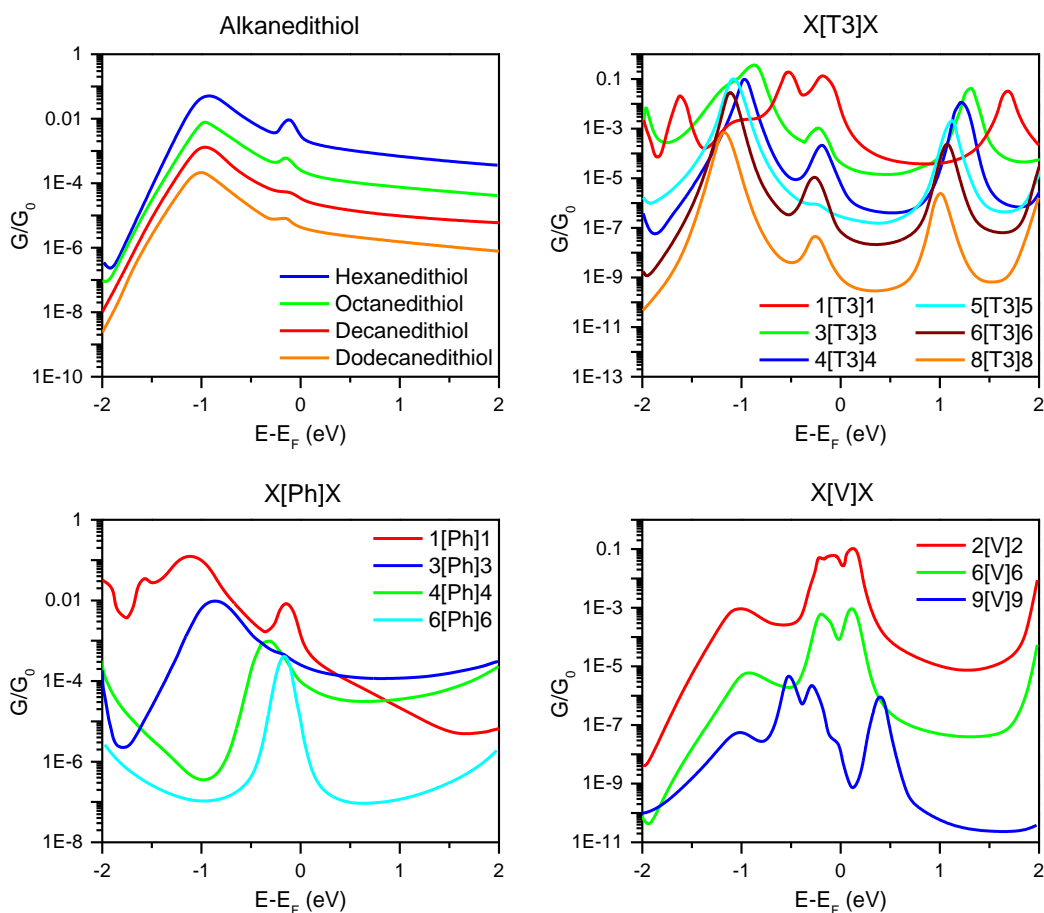 Alkanedithiol
1
0.01
1E-4
1E-6
1E-8
1E-10
G/G0
Hexanedithiol
Octanedithiol
Decanedithiol
Dodecanedithiol
-2 -1 0 1 2
E-EF (eV)
X[T3]X
0.1
1E-3
1E-5
1E-7
1E-9
1E-11
1E-13
G/G0
1[T3]1 5[T3]5
3[T3]3 6[T3]6
4[T3]4 8[T3]8
-2 -1 0 1 2
E-EF (eV)
X[Ph]X
1
0.01
1E-4
1E-6
1E-8
G/G0
1[Ph]1
3[Ph]3
4[Ph]4
6[Ph]6
-2 -1 0 1 2
E-EF (eV)
X[V]X
0.1
1E-3
1E-5
1E-7
1E-9
1E-11
G/G0
2[V]2
6[V]6
9[V]9
-2 -1 0 1 2
E-EF (eV)